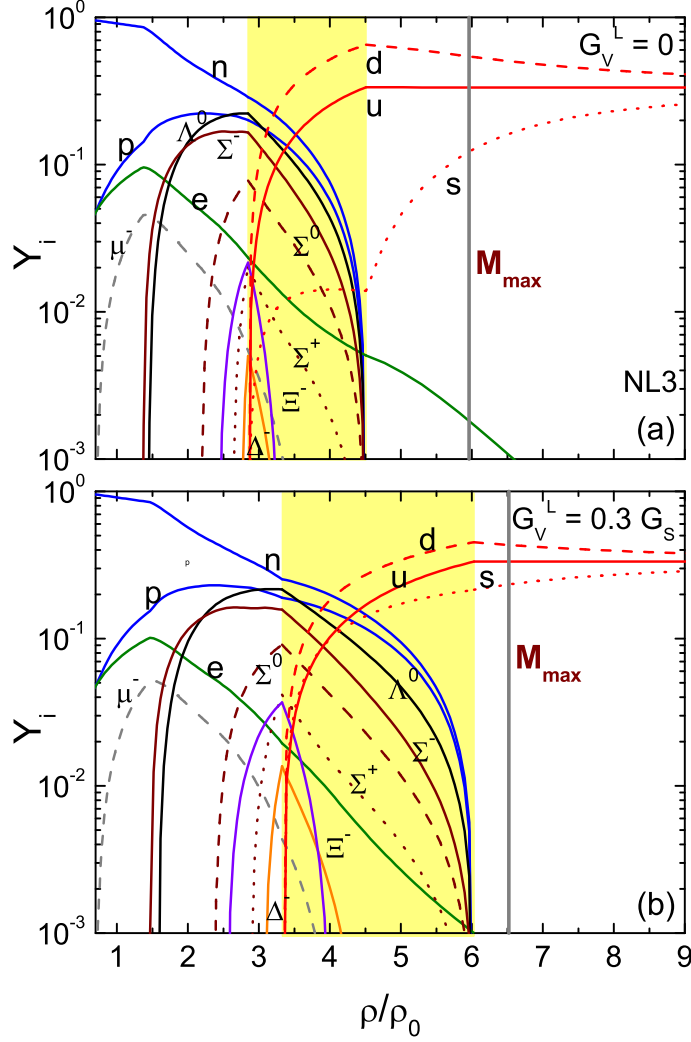 10^0
G_V^L = 0
n
d
u
Λ^0
p
Σ^-
10^-1
e
s
μ^-
Σ^0
Y_i
M_max
10^-2
Σ^+
Ξ^-
NL3
Δ^-
(a)
10^-3
10^0
G_V^L = 0.3 G_S
d
n
p
u
s
p
10^-1
M_max
e
Σ^0
μ^-
Λ^0
Y_i
Σ^-
Σ^+
10^-2
Ξ^-
Δ^-
(b)
10^-3
1 2 3 4 5 6 7 8 9
ρ/ρ_0